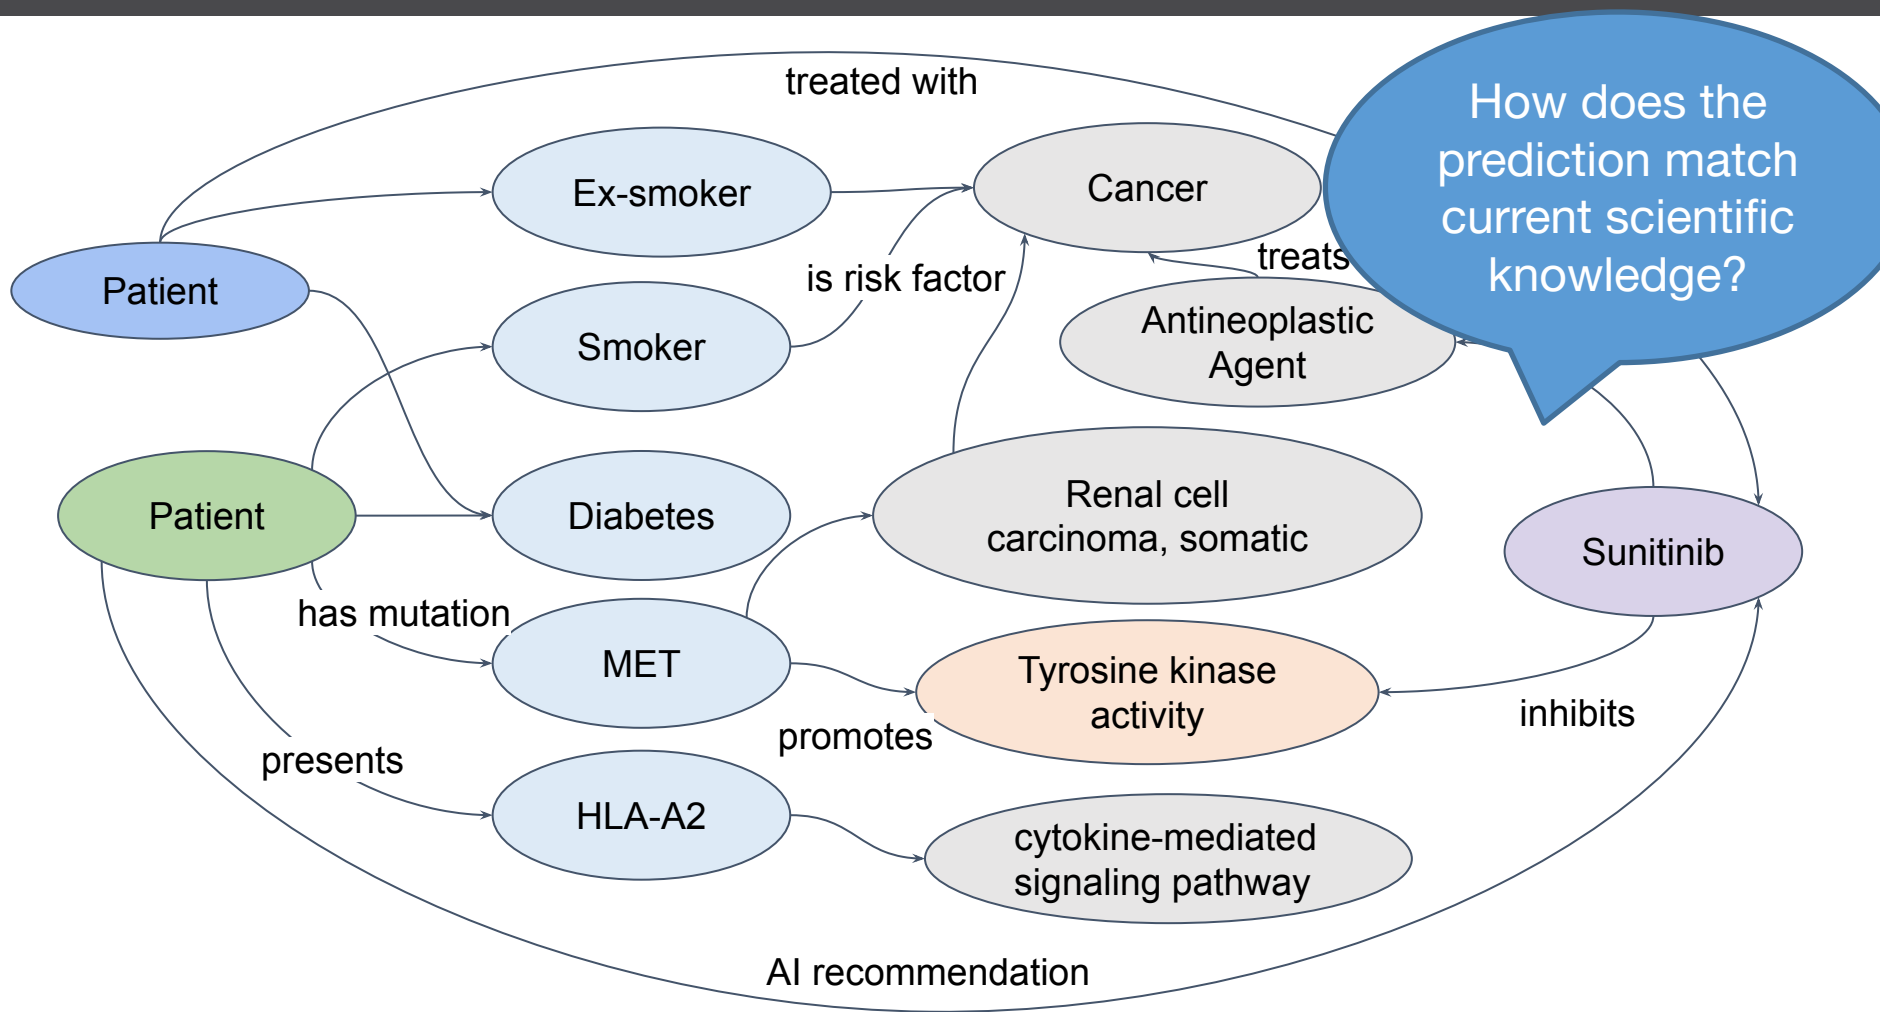 treated with
How does the
prediction match
current scientific
knowledge?
Ex-smoker
Cancer
treats
is risk factor
Patient
Antineoplastic
Agent
Smoker
Renal cell
carcinoma, somatic
Patient
Diabetes
Sunitinib
has mutation
MET
Tyrosine kinase
activity
inhibits
promotes
presents
HLA-A2
cytokine-mediated
signaling pathway
AI recommendation